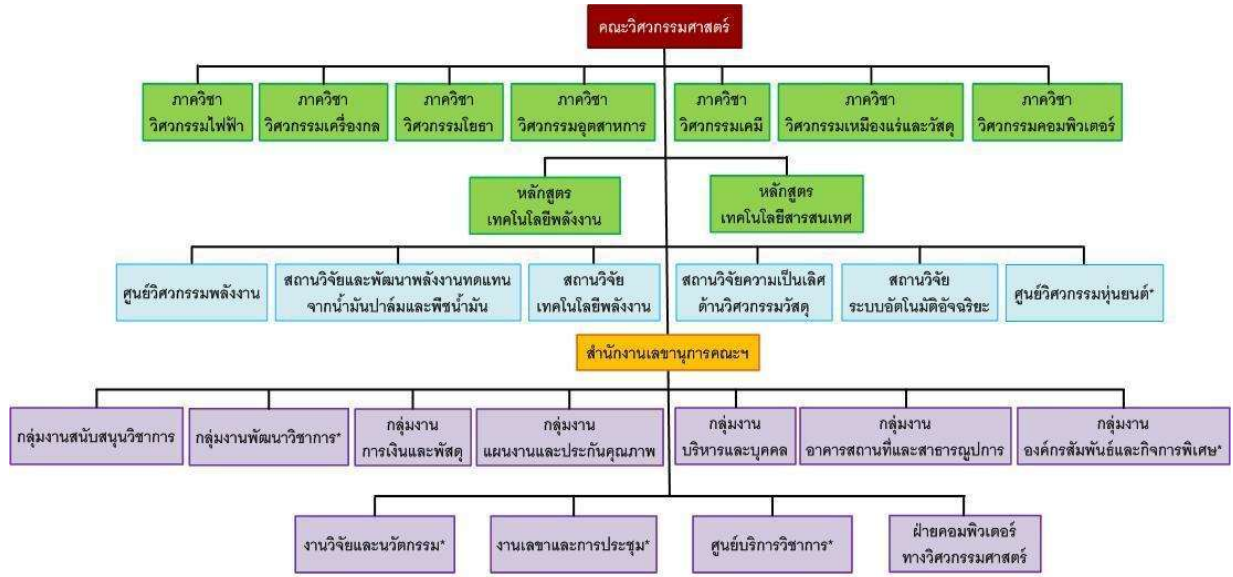 คณะวิศวกรรมศาสตร์
ภาควิชา
วิศวกรรมไฟฟ้า
ภาควิชา
วิศวกรรมเครื่องกล
ภาควิชา
วิศวกรรมโยธา
ภาควิชา
วิศวกรรมอุตสาหการ
ภาควิชา
วิศวกรรมเคมี
ภาควิชา
วิศวกรรมเหมืองแร่และวัสดุ
ภาควิชา
วิศวกรรมคอมพิวเตอร์
หลักสูตร
เทคโนโลยีพลังงาน
หลักสูตร
เทคโนโลยีสารสนเทศ
ศูนย์วิศวกรรมพลังงาน
สถานวิจัยและพัฒนาพลังงานทดแทน
จากน้ำมันปาล์มและพืชน้ำมัน
สถานวิจัย
เทคโนโลยีพลังงาน
สถานวิจัยความเป็นเลิศ
ด้านวิศวกรรมวัสดุ
สถานวิจัย
ระบบอัตโนมัติอัจฉริยะ
ศูนย์วิศวกรรมหุ่นยนต์*
สำนักงานเลขานุการคณะฯ
กลุ่มงานสนับสนุนวิชาการ
กลุ่มงานพัฒนาวิชาการ*
กลุ่มงาน
การเงินและพัสดุ
กลุ่มงาน
แผนงานและประกันคุณภาพ
กลุ่มงาน
บริหารและบุคคล
กลุ่มงาน
อาคารสถานที่และสาธารณูปการ
กลุ่มงาน
องค์กรสัมพันธ์และกิจการพิเศษ*
งานวิจัยและนวัตกรรม*
งานเลขาและการประชุม*
ศูนย์บริการวิชาการ*
ฝ่ายคอมพิวเตอร์
ทางวิศวกรรมศาสตร์